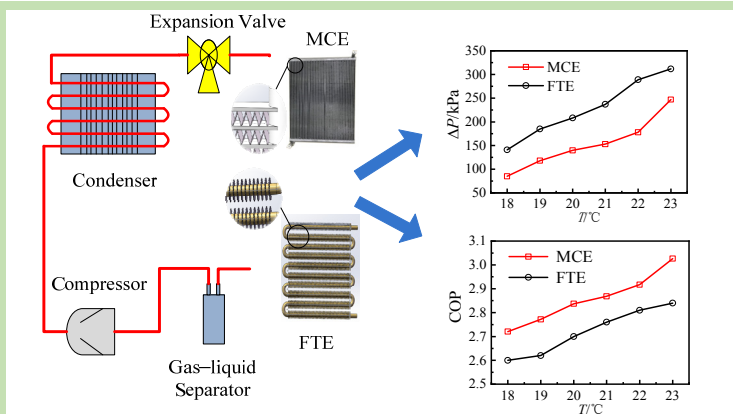 Expansion Valve
MCE
Condenser
Compressor
Gas–liquid
Separator
FTE
350
300
250
200
150
100
50
ΔP/kPa
MCE
FTE
18 19 20 21 22 23
T/℃
3.1
3.0
2.9
2.8
2.7
2.6
2.5
COP
MCE
FTE
18 19 20 21 22 23
T/℃